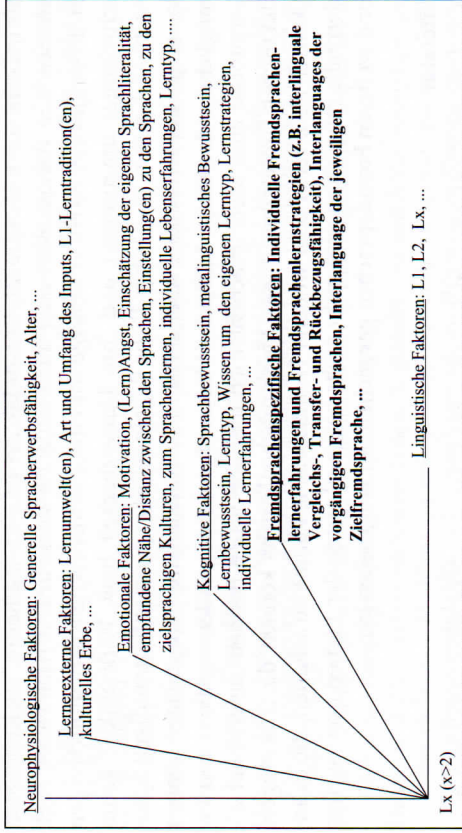 Neurophysiologische Faktoren: Generelle Spracherwerbsfähigkeit, Alter, ...
Lernerexterne Faktoren: Lernumwelt(en), Art und Umfang des Inputs, L1-Lerntradition(en),
kulturelles Erbe, ...
Emotionale Faktoren: Motivation, (Lern)Angst, Einschätzung der eigenen Sprachliteralität,
empfundene Nähe/Distanz zwischen den Sprachen, Einstellung(en) zu den Sprachen, zu den
zielsprachigen Kulturen, zum Sprachenlernen, individuelle Lebenserfahrungen, Lerntyp, ....
Kognitive Faktoren: Sprachbewusstsein, metalinguistisches Bewusstsein,
Lernbewusstsein, Lerntyp, Wissen um den eigenen Lerntyp, Lernstrategien,
individuelle Lernerfahrungen, ...
Fremdsprachenspezifische Faktoren: Individuelle Fremdsprachen-
lernerfahrungen und Fremdsprachenlernstrategien (z.B. interlinguale
Vergleichs-, Transfer- und Rückbezugsfähigkeit), Interlanguages der
vorgängigen Fremdsprachen, Interlanguage der jeweiligen
Zielfremdsprache, ...
Linguistische Faktoren: L1, L2, Lx, ...
Lx (x>2)